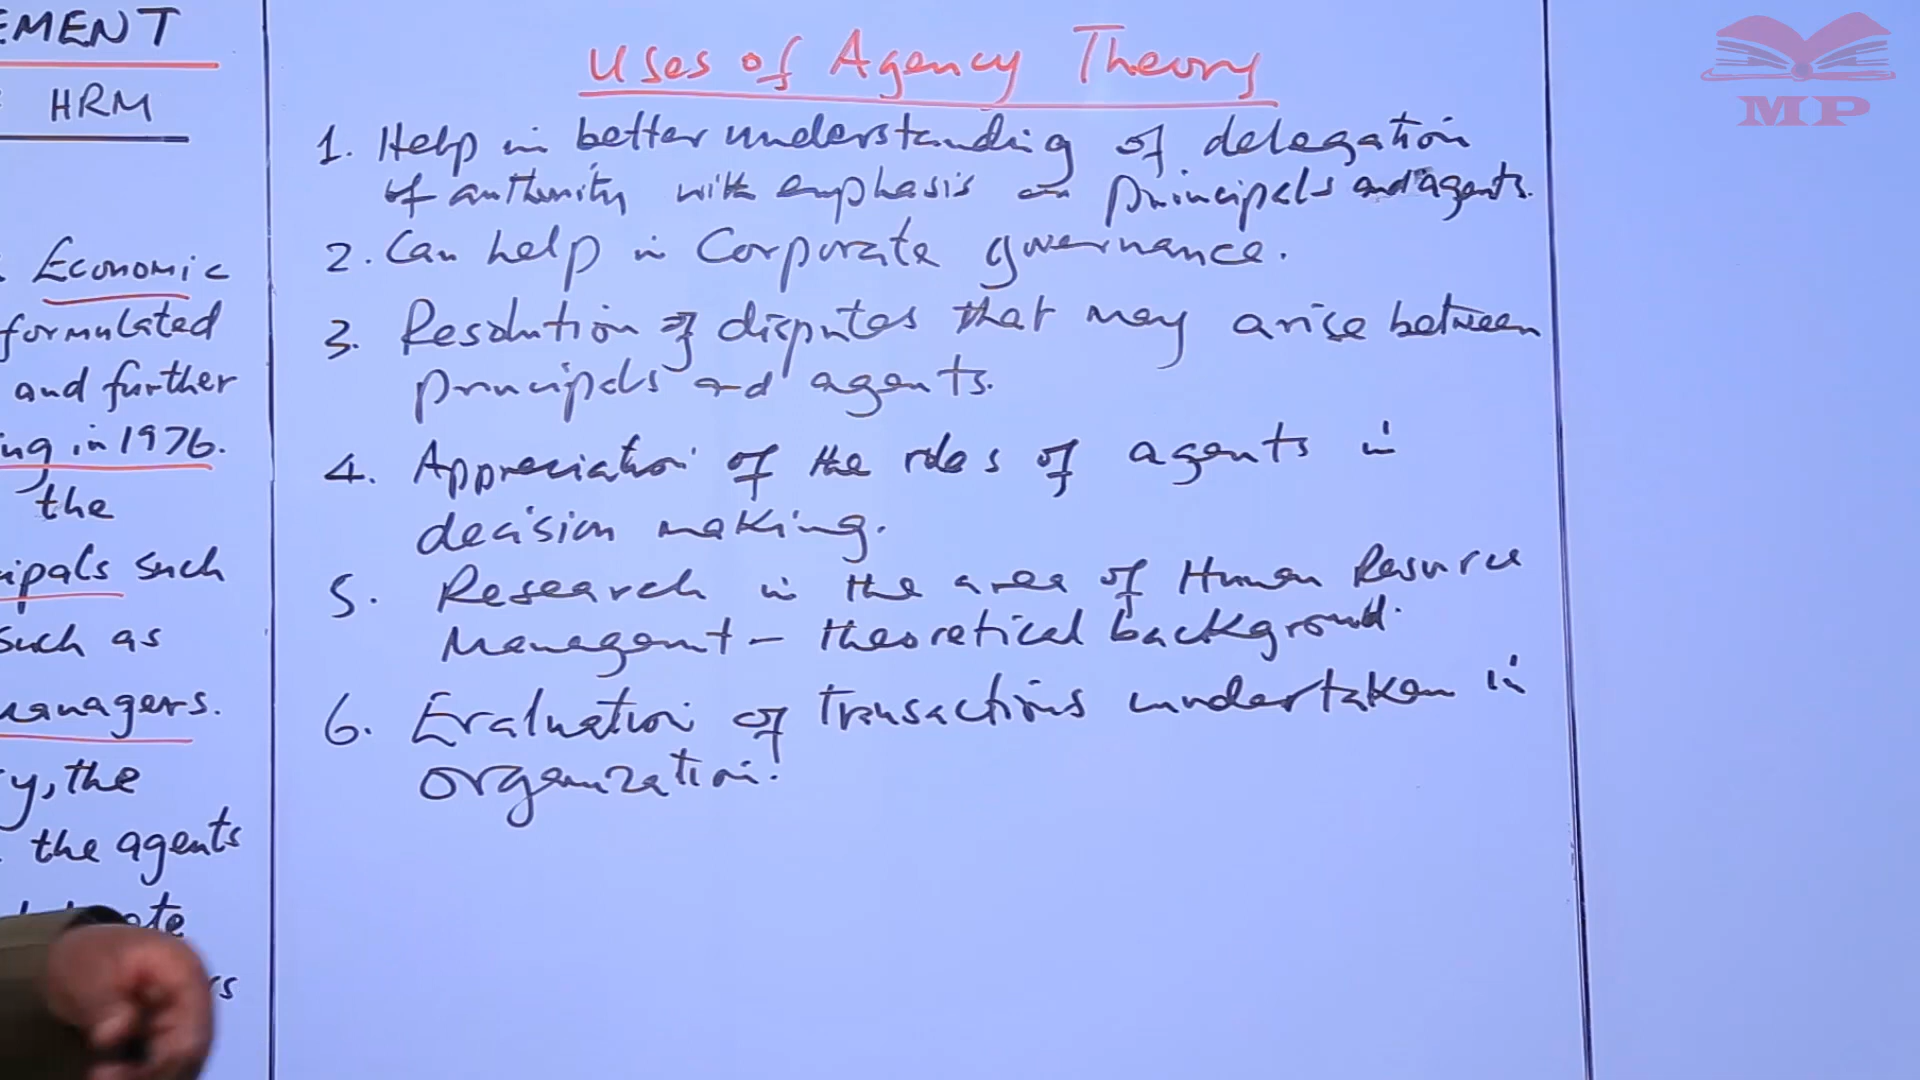 EMENT
HRM
Economic
formulated
and further
ng in 1976.
the
ipals such
such as
managers.
y, the
the agents
te
rs
Uses of Agency Theory
1. Help in better understanding of delegation
of authority with emphasis on principals and agents.
2. Can help in Corporate governance.
3. Resolution of disputes that may arise between
principals and agents.
4. Appreciation of the roles of agents in
decision making.
5. Research in the area of Human Resource
Management - theoretical background.
6. Evaluation of transactions undertaken in
organization.
MP